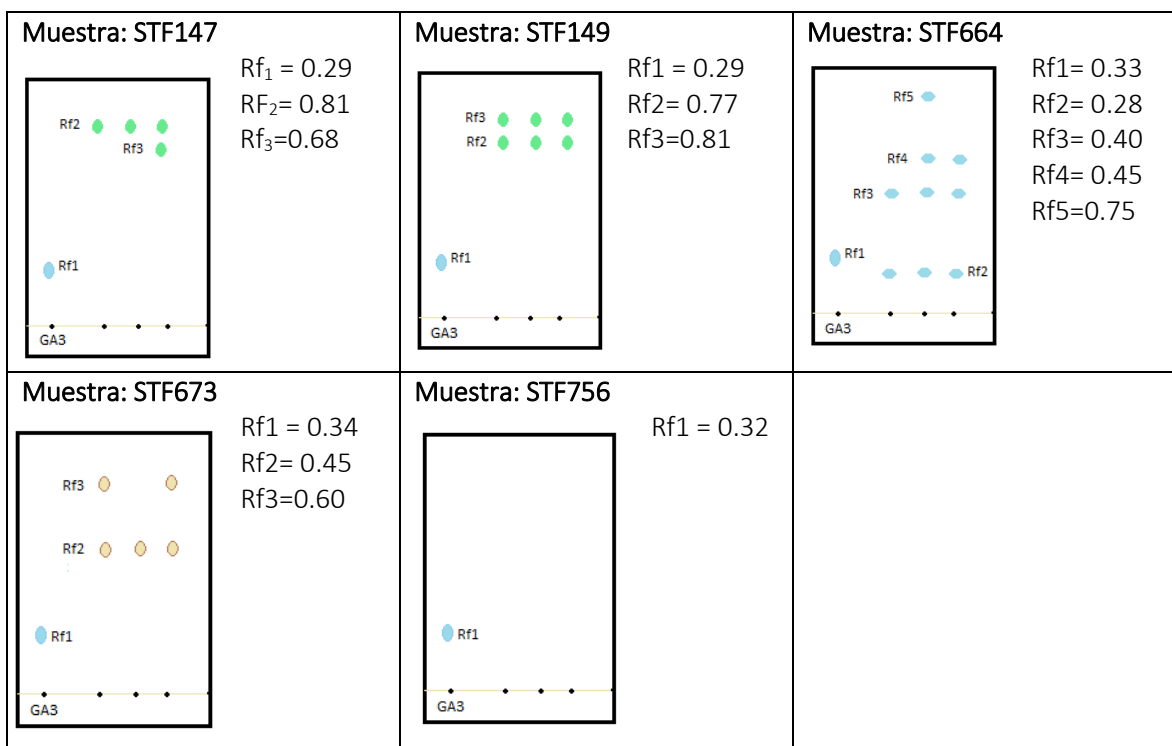 Muestra: STF147
Rf₁ = 0.29
RF₂= 0.81
Rf₃=0.68
Rf2
Rf3
Rf1
GA3
Muestra: STF149
Rf1 = 0.29
Rf2= 0.77
Rf3=0.81
Rf3
Rf2
Rf1
GA3
Muestra: STF664
Rf1= 0.33
Rf2= 0.28
Rf3= 0.40
Rf4= 0.45
Rf5=0.75
Rf5
Rf4
Rf3
Rf1
Rf2
GA3
Muestra: STF673
Rf1 = 0.34
Rf2= 0.45
Rf3=0.60
Rf3
Rf2
Rf1
GA3
Muestra: STF756
Rf1 = 0.32
Rf1
GA3